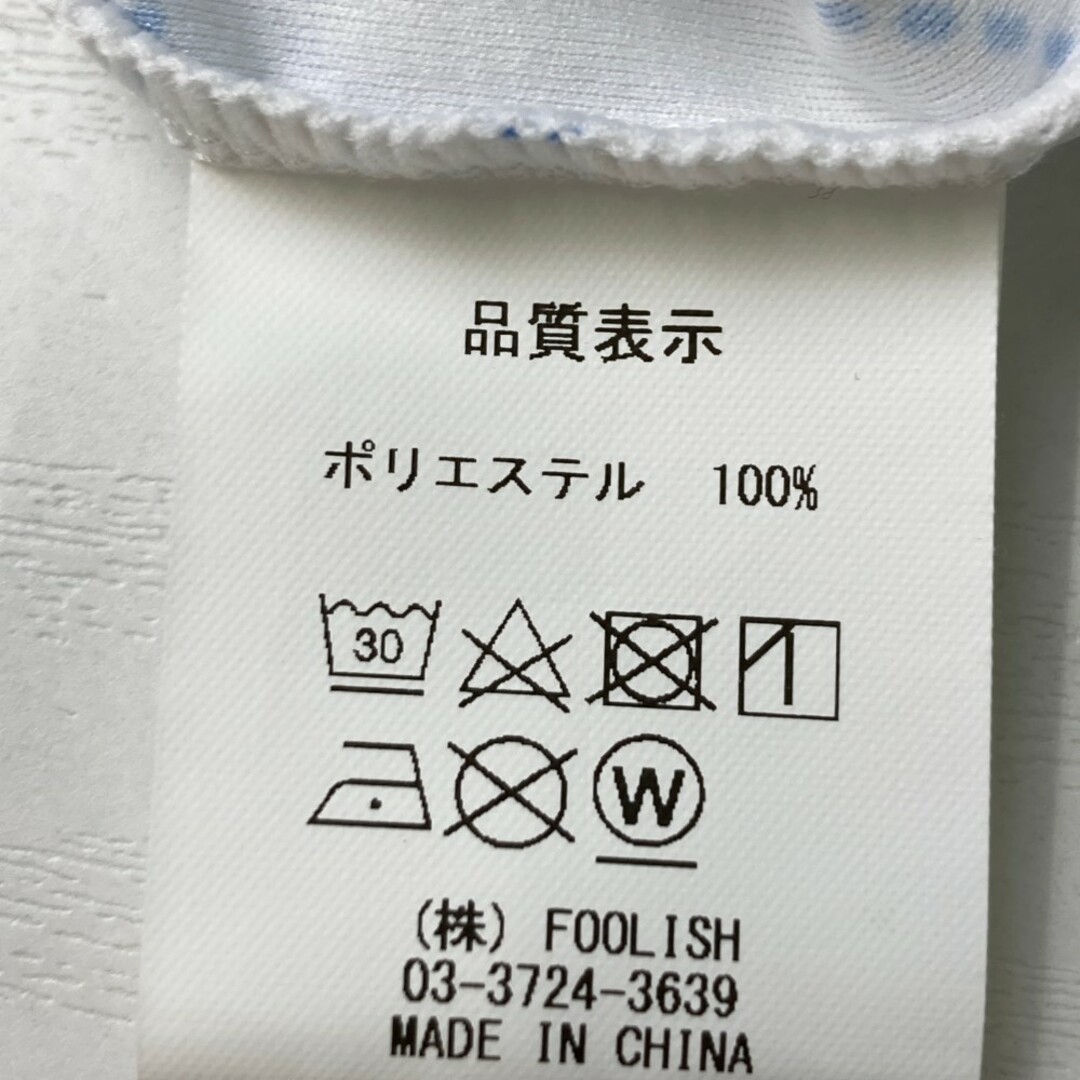 品質表示
ポリエステル 100%
30
W
(株) FOOLISH
03-3724-3639
MADE IN CHINA